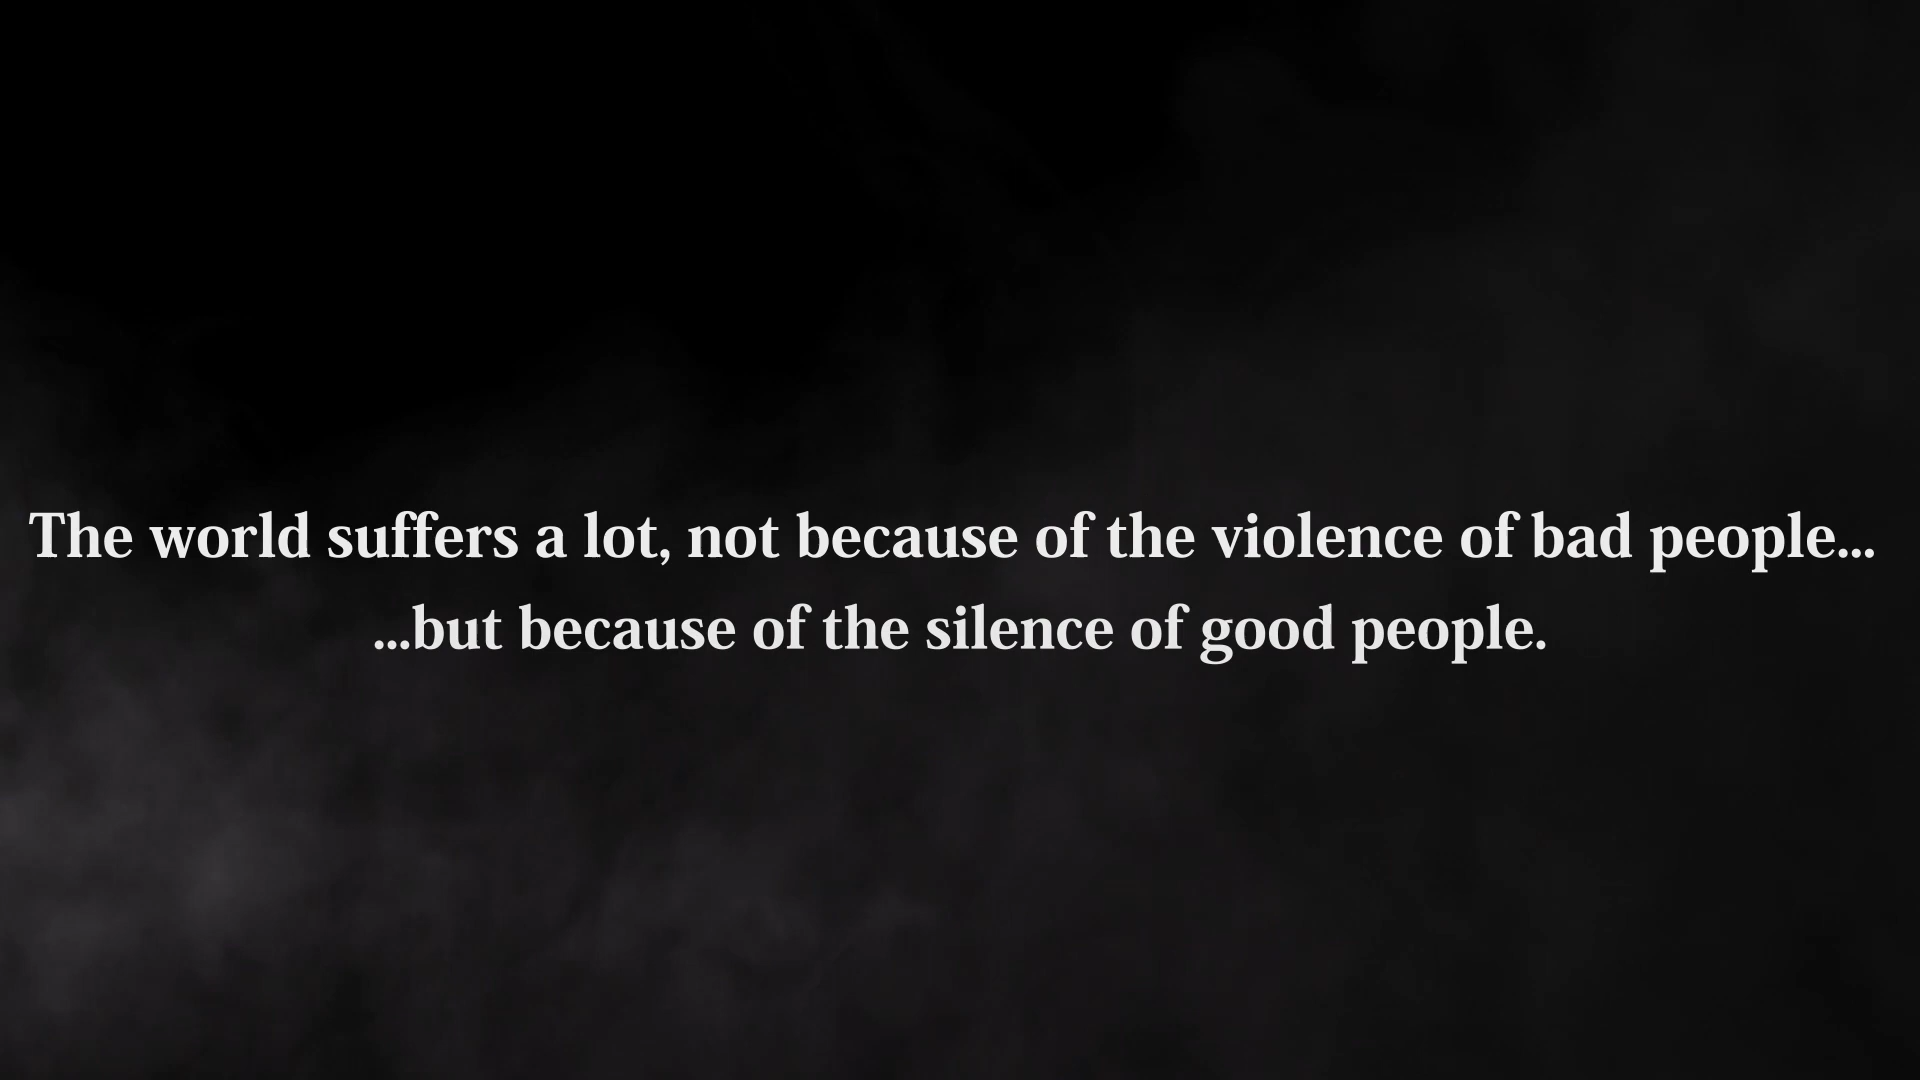 The world suffers a lot, not because of the violence of bad people...
...but because of the silence of good people.